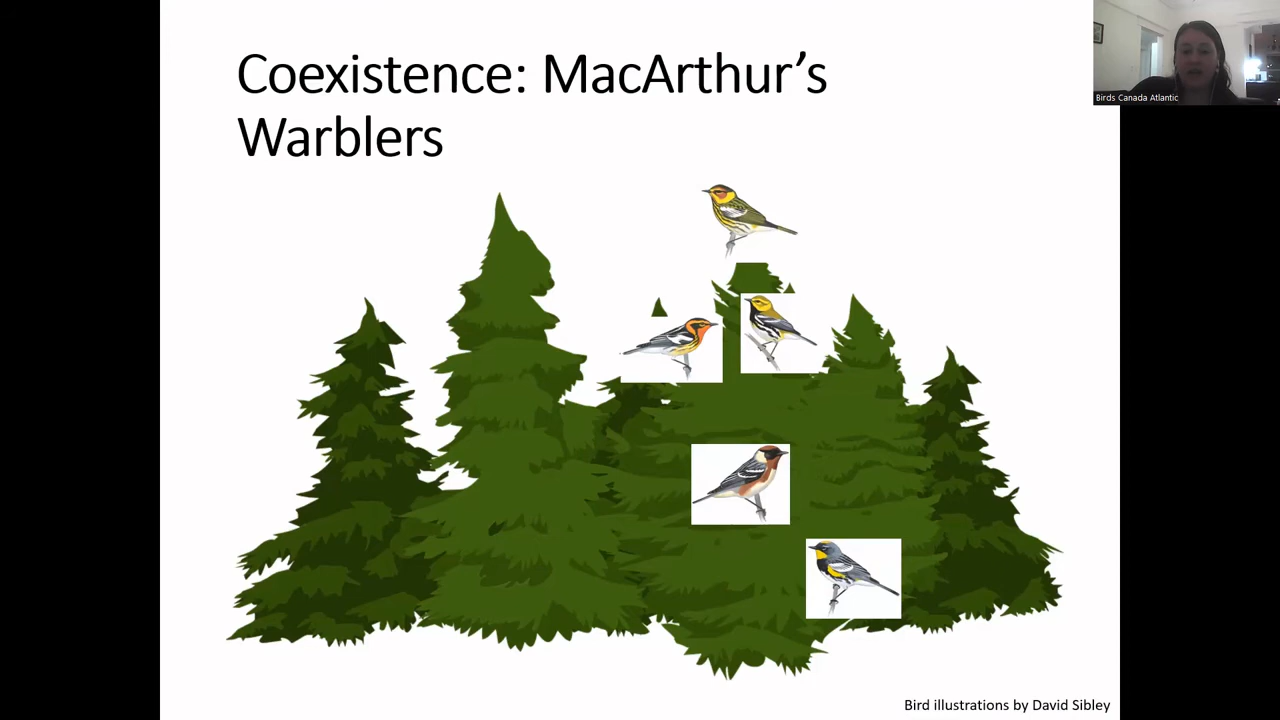 Coexistence: MacArthur’s
Warblers
Birds Canada Atlantic
Bird illustrations by David Sibley